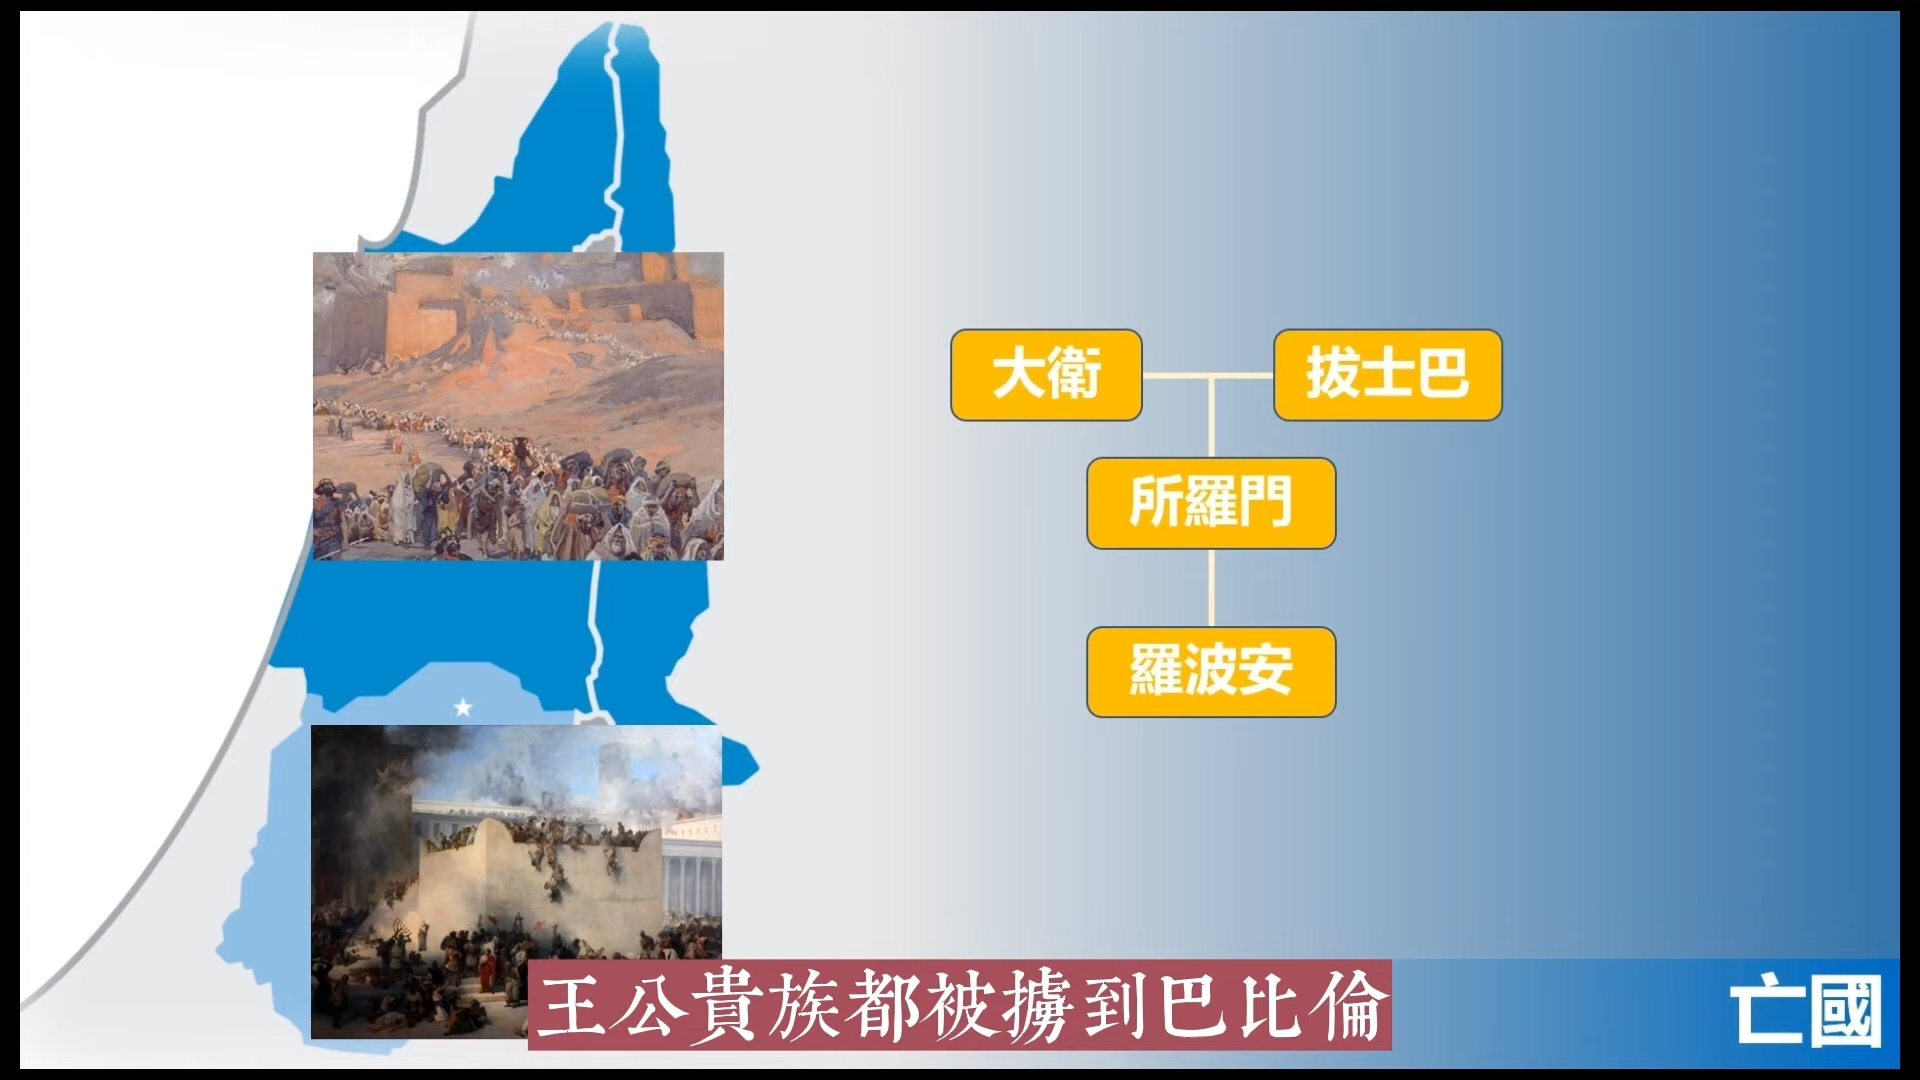 大衛
拔士巴
所羅門
羅波安
王公貴族都被擄到巴比倫
亡國